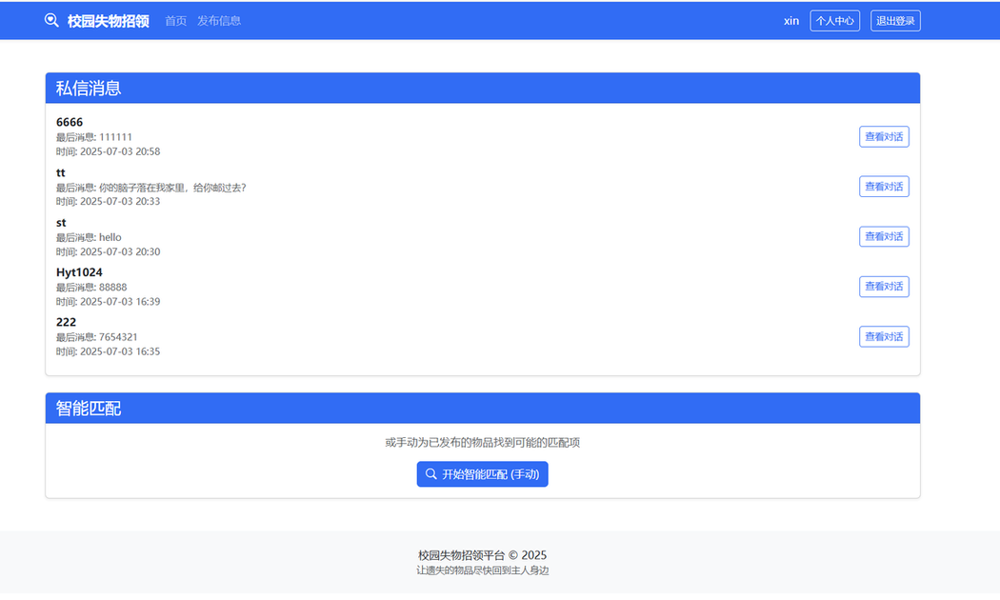 校园失物招领 首页 发布信息 xin 个人中心 退出登录
私信消息
6666
最后消息: 111111
时间: 2025-07-03 20:58
查看对话
tt
最后消息: 你的脑子落在我家里，给你邮过去?
时间: 2025-07-03 20:33
查看对话
st
最后消息: hello
时间: 2025-07-03 20:30
查看对话
Hyt1024
最后消息: 88888
时间: 2025-07-03 16:39
查看对话
222
最后消息: 7654321
时间: 2025-07-03 16:35
查看对话
智能匹配
或手动为已发布的物品找到可能的匹配项
开始智能匹配 (手动)
校园失物招领平台 © 2025
让遗失的物品尽快回到主人身边